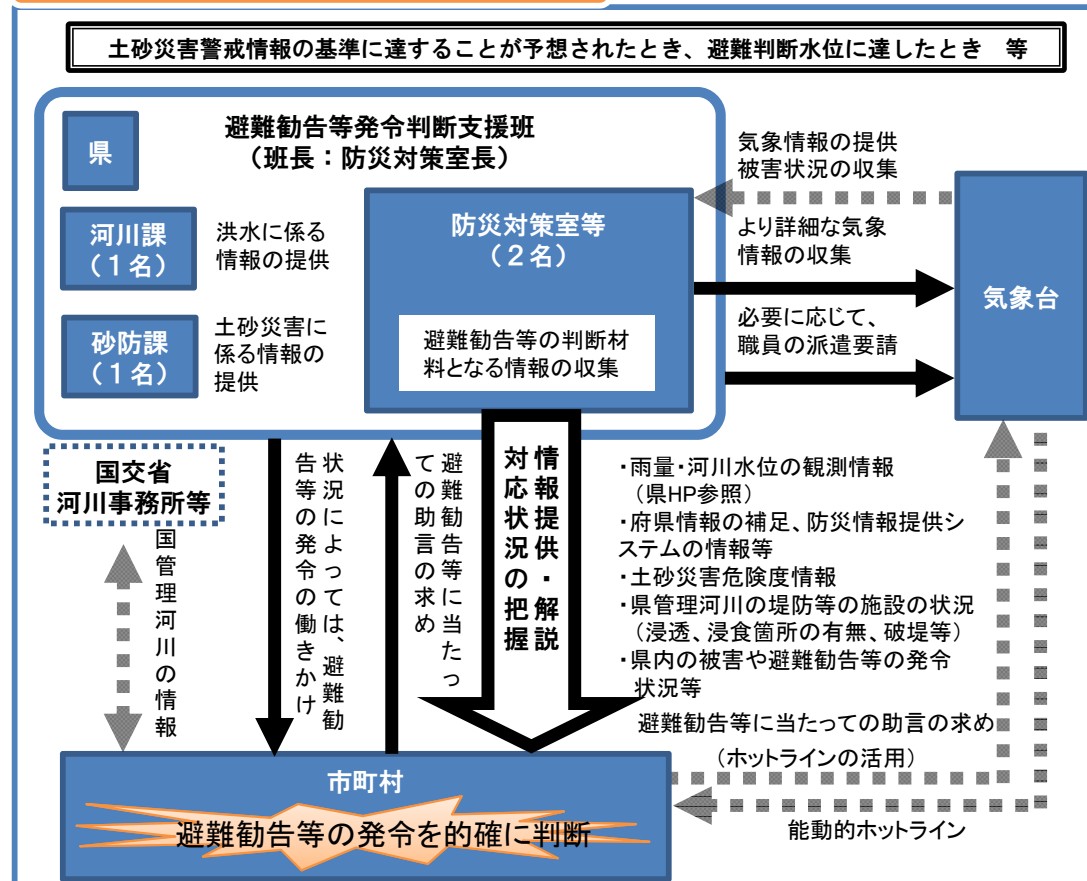 土砂災害警戒情報の基準に達することが予想されたとき、避難判断水位に達したとき　等
県
避難勧告等発令判断支援班
（班長：防災対策室長）
河川課
（１名）
洪水に係る
情報の提供
砂防課
（１名）
土砂災害に
係る情報の
提供
防災対策室等
（２名）
避難勧告等の判断材
料となる情報の収集
気象情報の提供
被害状況の収集
より詳細な気象
情報の収集
必要に応じて、
職員の派遣要請
気象台
国交省
河川事務所等
国管理河川の情報
状況によっては、避難勧
告等の発令の働きかけ
避難勧告等に当たっ
ての助言の求め
情報提供・解説
対応状況の把握
・雨量・河川水位の観測情報
（県HP参照）
・府県情報の補足、防災情報提供シ
ステムの情報等
・土砂災害危険度情報
・県管理河川の堤防等の施設の状況
（浸透、浸食箇所の有無、破堤等）
・県内の被害や避難勧告等の発令
状況等
避難勧告等に当たっての助言の求め
（ホットラインの活用）
能動的ホットライン
市町村
避難勧告等の発令を的確に判断